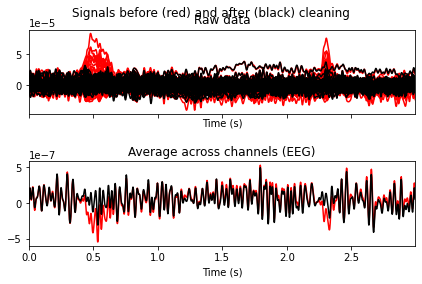 Signals before (red) and after (black) cleaning
Raw data
1e−5
5
0
Time (s)
Average across channels (EEG)
1e−7
5
0
−5
0.0 0.5 1.0 1.5 2.0 2.5
Time (s)